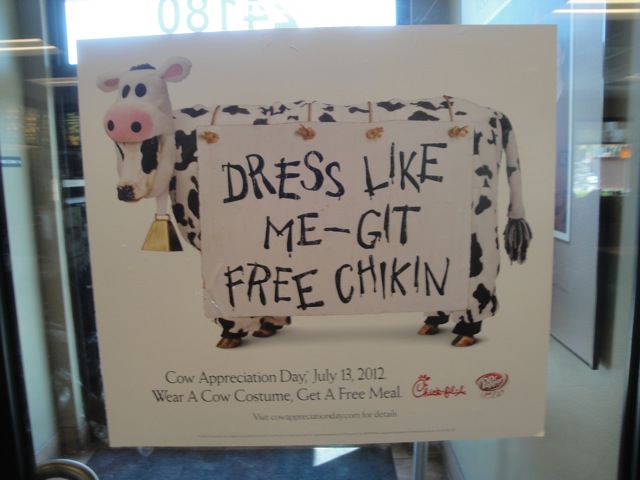 24180
DRESS LIKE
ME-GIT
FREE CHIKIN
Cow Appreciation Day, July 13, 2012.
Wear A Cow Costume, Get A Free Meal.
Chick-fil-A
Dr Pepper
Visit cowappreciationday.com for details